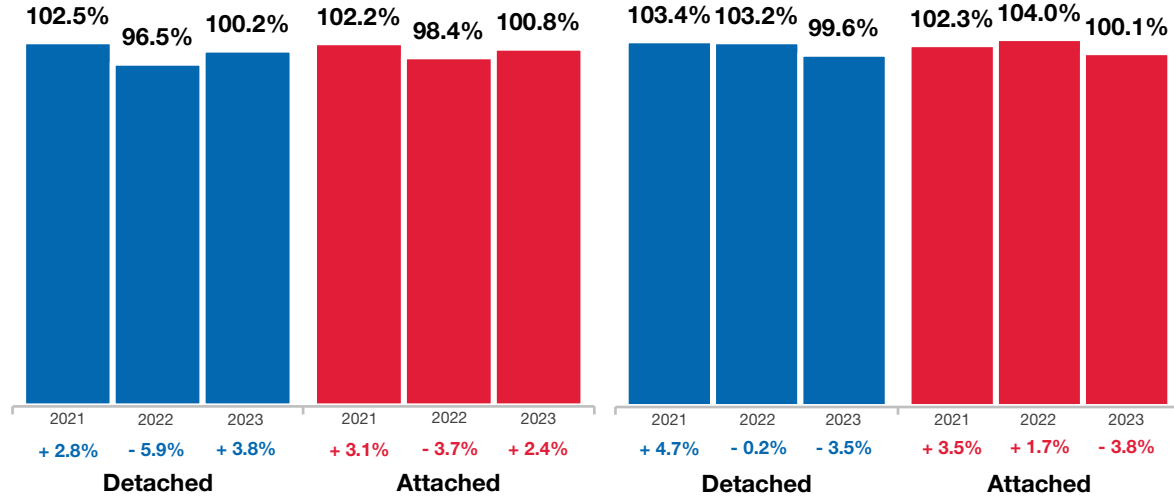 102.5% 96.5% 100.2% 102.2% 98.4% 100.8% 103.4% 103.2% 99.6% 102.3% 104.0% 100.1%
2021 2022 2023 2021 2022 2023 2021 2022 2023 2021 2022 2023
+ 2.8% - 5.9% + 3.8% + 3.1% - 3.7% + 2.4% + 4.7% - 0.2% - 3.5% + 3.5% + 1.7% - 3.8%
Detached Attached Detached Attached